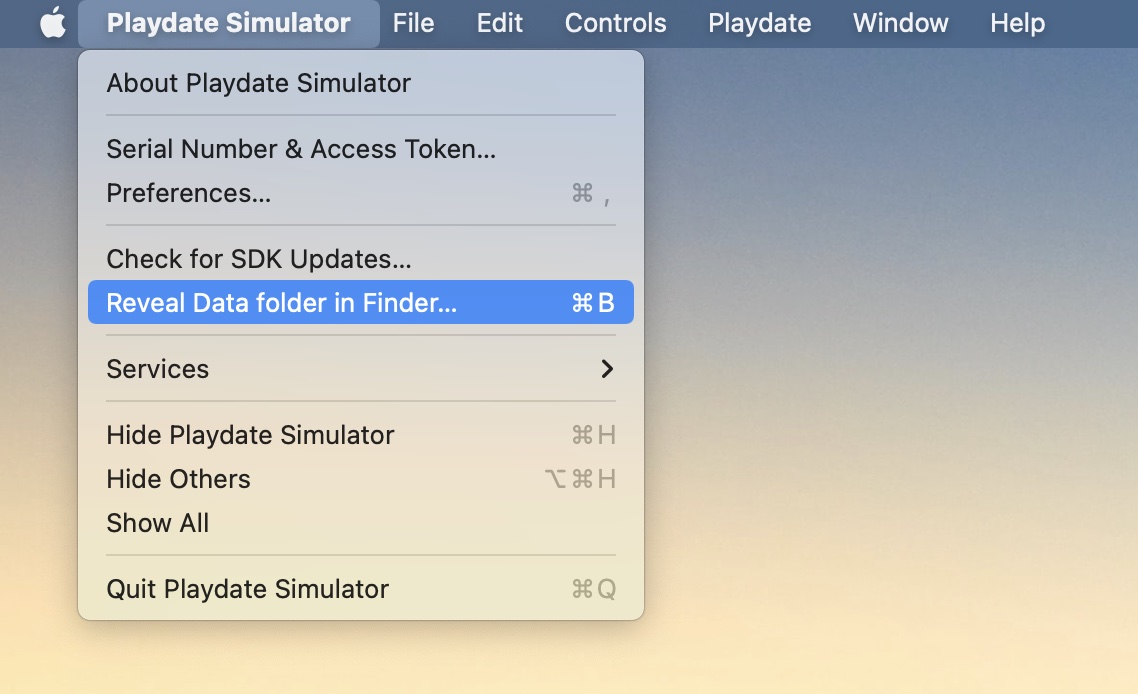 Playdate Simulator File Edit Controls Playdate Window Help
About Playdate Simulator
Serial Number & Access Token...
Preferences... ⌘ ,
Check for SDK Updates...
Reveal Data folder in Finder... ⌘B
Services
Hide Playdate Simulator ⌘H
Hide Others ⌥⌘H
Show All
Quit Playdate Simulator ⌘Q